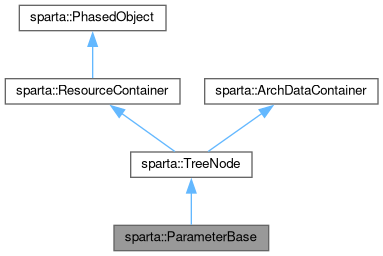 sparta::PhasedObject
sparta::ResourceContainer
sparta::ArchDataContainer
sparta::TreeNode
sparta::ParameterBase